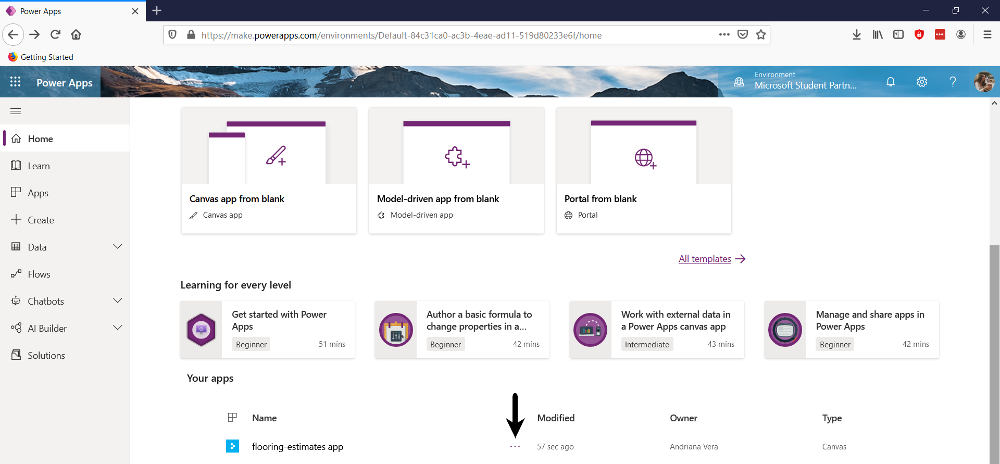 Power Apps
https://make.powerapps.com/environments/Default-84c31ca0-ac3b-4eae-ad11-519d80233e6f/home
Getting Started
Power Apps
Environment
Microsoft Student Partn...
Home
Learn
Apps
Create
Data
Flows
Chatbots
AI Builder
Solutions
Canvas app from blank
Canvas app
Model-driven app from blank
Model-driven app
Portal from blank
Portal
All templates
Learning for every level
Get started with Power
Apps
Beginner 51 mins
Author a basic formula to
change properties in a...
Beginner 42 mins
Work with external data in
a Power Apps canvas app
Intermediate 43 mins
Manage and share apps in
Power Apps
Beginner 42 mins
Your apps
Name Modified Owner Type
flooring-estimates app ... 57 sec ago Andriana Vera Canvas